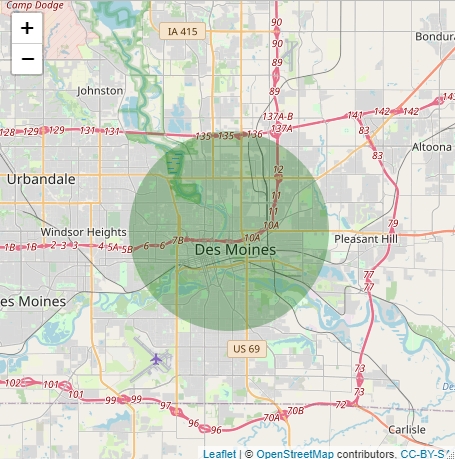 Camp Dodge
+
−
IA 415
90
90
Bondura
89
Johnston
89
137A-B
137A
141
142
142
143
128
129
129
131
131
135
135
136
83
83
Altoona
12
Urbandale
11
11
10A
79
Windsor Heights
1B
1B
2
3
3
4
5A
5B
6
6
7B
10A
Pleasant Hill
Des Moines
77
77
es Moines
US 69
De
73
73
102
101
101
99
99
97
96
96
70A
70B
72
Carlisle
Leaflet | © OpenStreetMap contributors, CC-BY-S